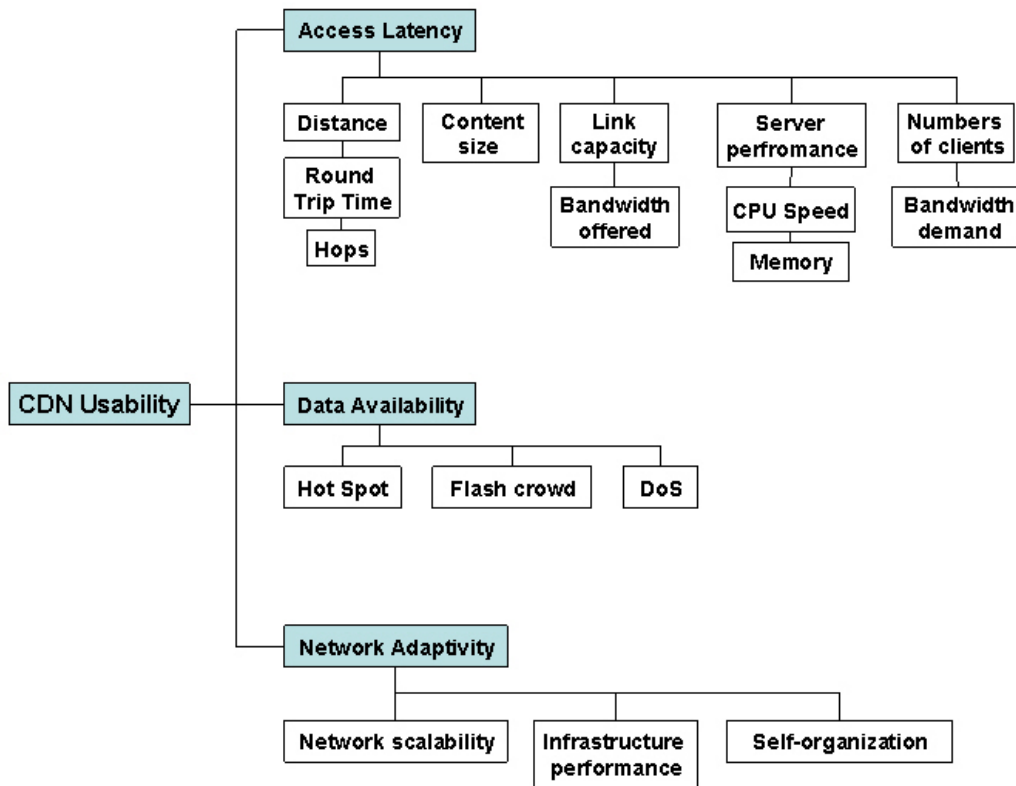 Access Latency
Distance
Content
size
Link
capacity
Server
perfromance
Numbers
of clients
Round
Trip Time
Bandwidth
offered
CPU Speed
Bandwidth
demand
Hops
Memory
CDN Usability
Data Availability
Hot Spot
Flash crowd
DoS
Network Adaptivity
Network scalability
Infrastructure
performance
Self-organization